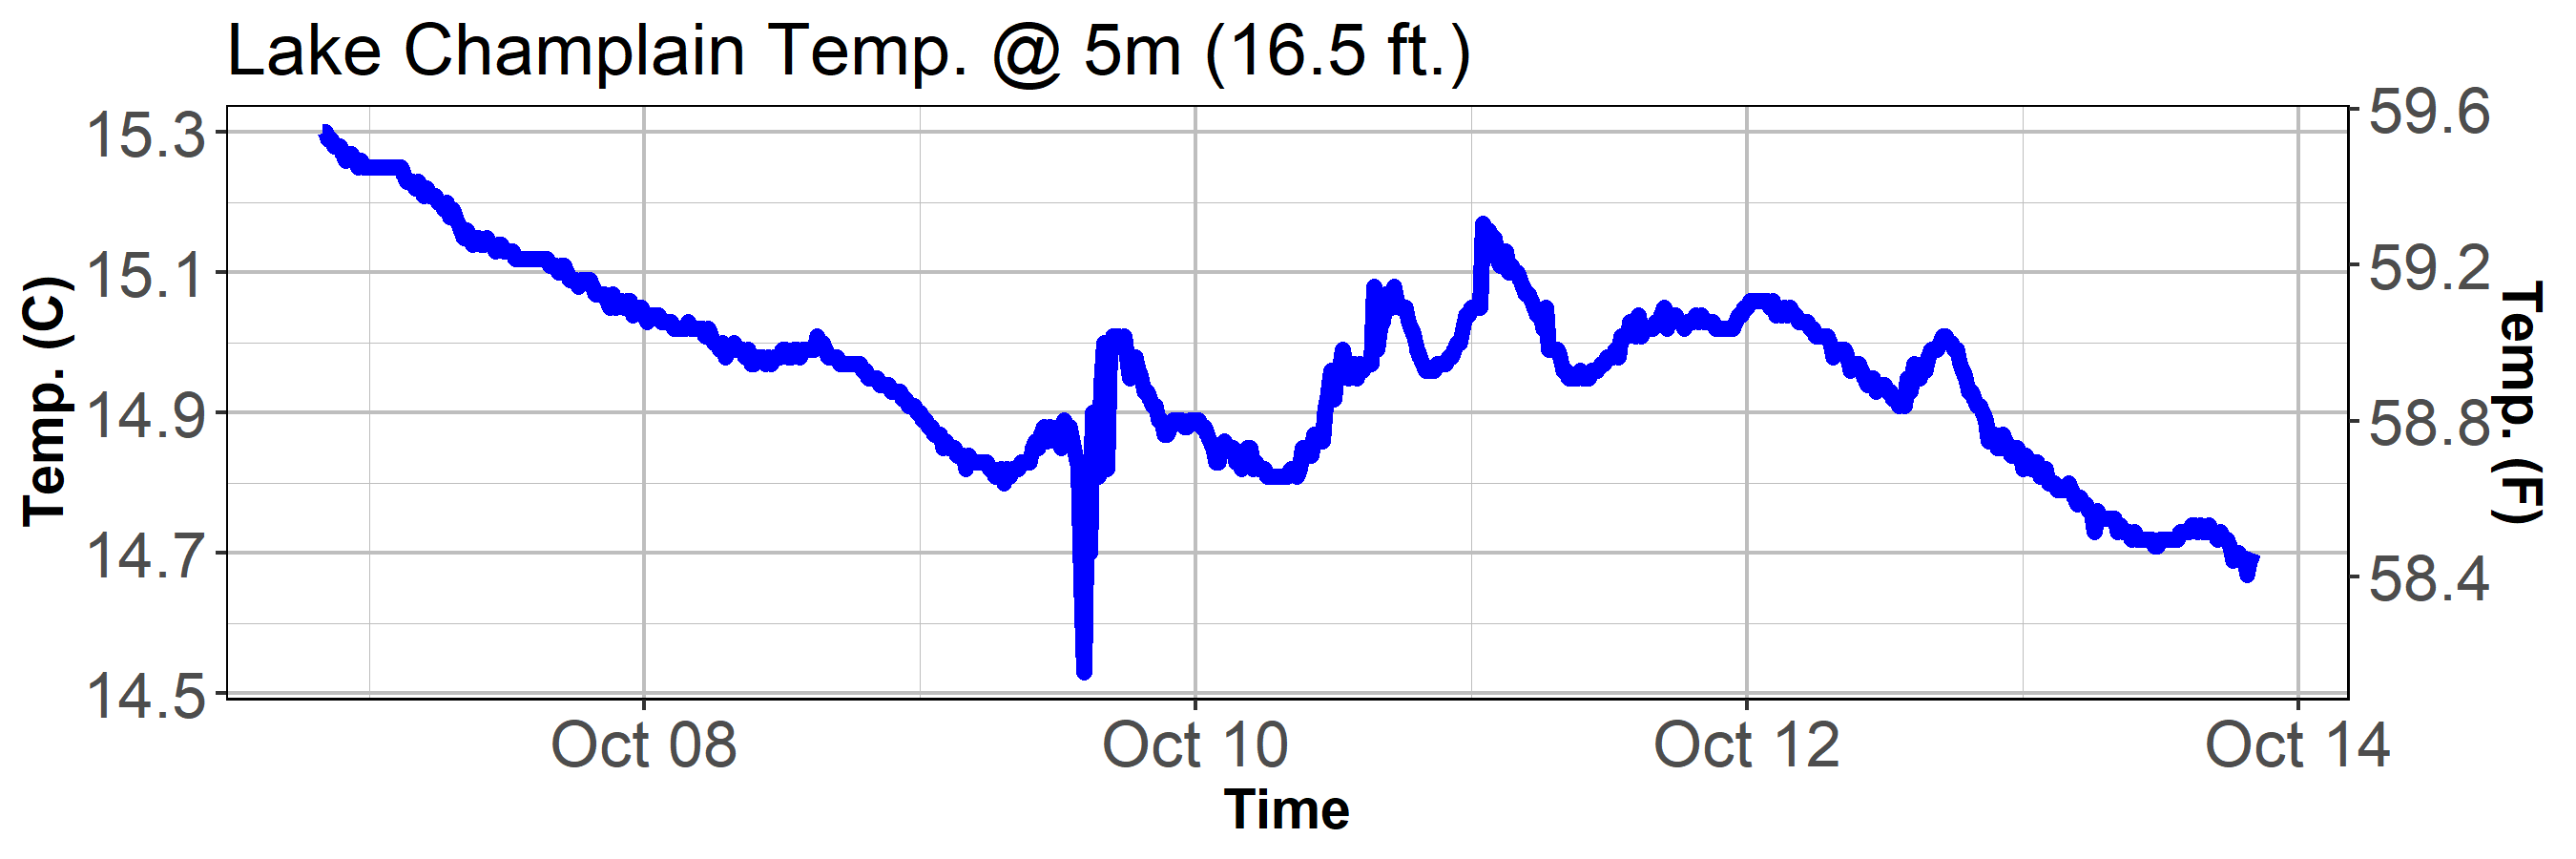 Lake Champlain Temp. @ 5m (16.5 ft.)
15.3
15.1
14.9
14.7
14.5
Temp. (C)
59.6
59.2
58.8
58.4
Temp. (F)
Oct 08 Oct 10 Oct 12 Oct 14
Time